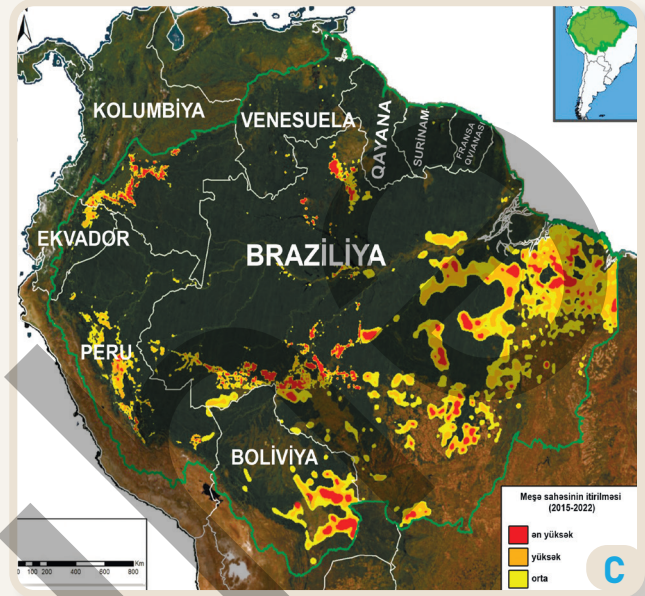 KOLUMBİYA
VENESUELA
QAYANA
SURİNAM
FRANSA
QVİANASI
EKVADOR
BRAZİLİYA
PERU
BOLİVİYA
Meşə sahəsinin itirilməsi
(2015-2022)
ən yüksək
yüksək
orta
0 100 200 400 600 800 Km
C